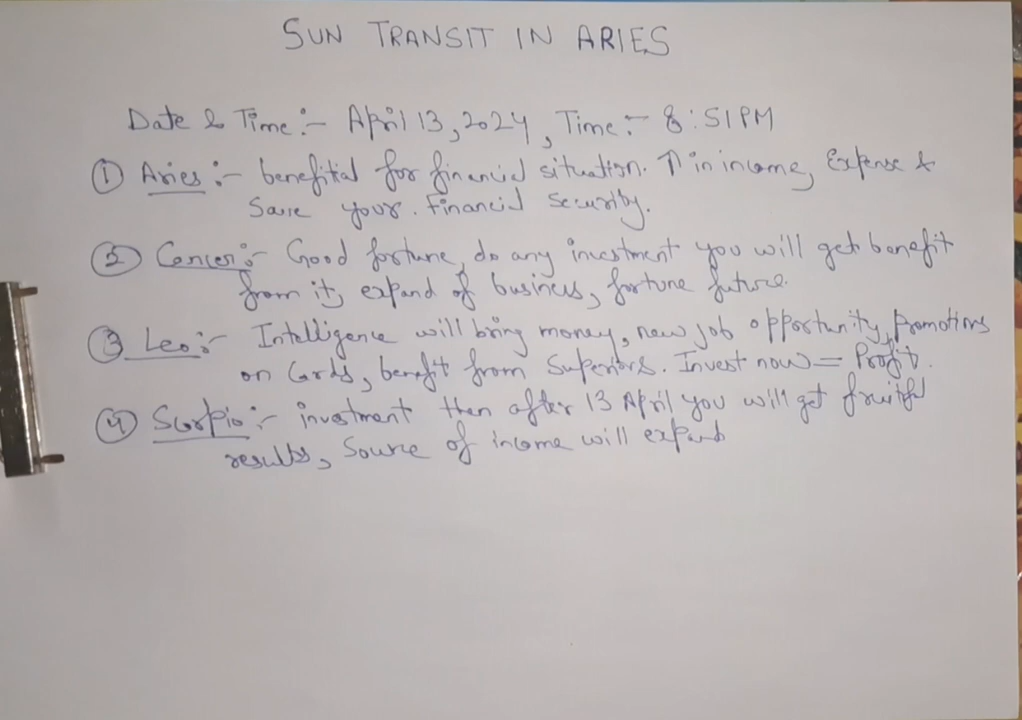 SUN TRANSIT IN ARIES
Date & Time :- April 13, 2024, Time :- 8:51 PM
① Aries :- benefitial for financial situation. ↑ in income, Expense &
Save your. financial security.
② Cancer :- Good fortune, do any investment you will get benefit
from it, expand of business, fortune future.
③ Leo :- Intelligence will bring money, new job opportunity, promotions
on cards, benefit from superiors. Invest now = Profit.
④ Scorpio :- investment then after 13 April you will get fruitful
results, source of income will expand